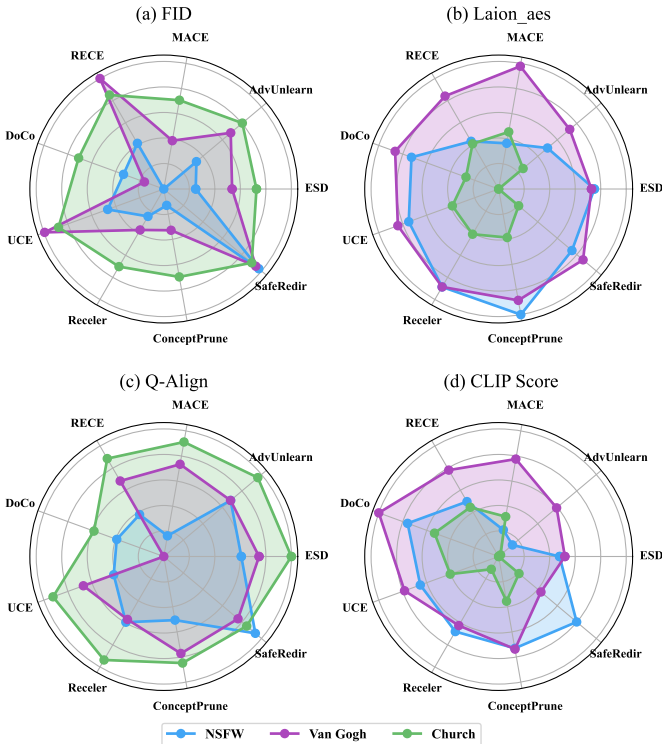 (a) FID
(b) Laion_aes
MACE
MACE
RECE
AdvUnlearn
RECE
AdvUnlearn
DoCo
DoCo
ESD
ESD
UCE
UCE
SafeRedir
SafeRedir
Receler
Receler
ConceptPrune
ConceptPrune
(c) Q-Align
(d) CLIP Score
MACE
MACE
RECE
AdvUnlearn
RECE
AdvUnlearn
DoCo
DoCo
ESD
ESD
UCE
UCE
SafeRedir
SafeRedir
Receler
Receler
ConceptPrune
ConceptPrune
NSFW Van Gogh Church